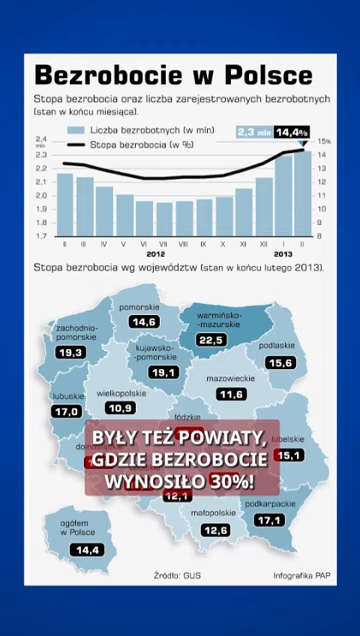 Bezrobocie w Polsce
Stopa bezrobocia oraz liczba zarejestrowanych bezrobotnych
(stan w końcu miesiąca).
Liczba bezrobotnych (w mln)
Stopa bezrobocia (w %)
2,3 mln 14,4%
2,4 mln
2,3
2,2
2,1
2,0
1,9
1,8
1,7
15%
14
13
12
11
10
9
8
II III IV V VI VII VIII IX X XI XII I II
2012 2013
Stopa bezrobocia wg województw (stan w końcu lutego 2013).
pomorskie
14,6
warmińsko-
-mazurskie
22,5
zachodnio-
pomorskie
19,3
kujawsko-
-pomorskie
19,1
podlaskie
15,6
mazowieckie
11,6
lubuskie
17,0
wielkopolskie
10,9
łódzkie
BYŁY TEŻ POWIATY,
GDZIE BEZROBOCIE
WYNOSIŁO 30%!
lubelskie
15,1
12,1
małopolskie
12,6
podkarpackie
17,1
ogółem
w Polsce
14,4
Źródło: GUS
Infografika PAP